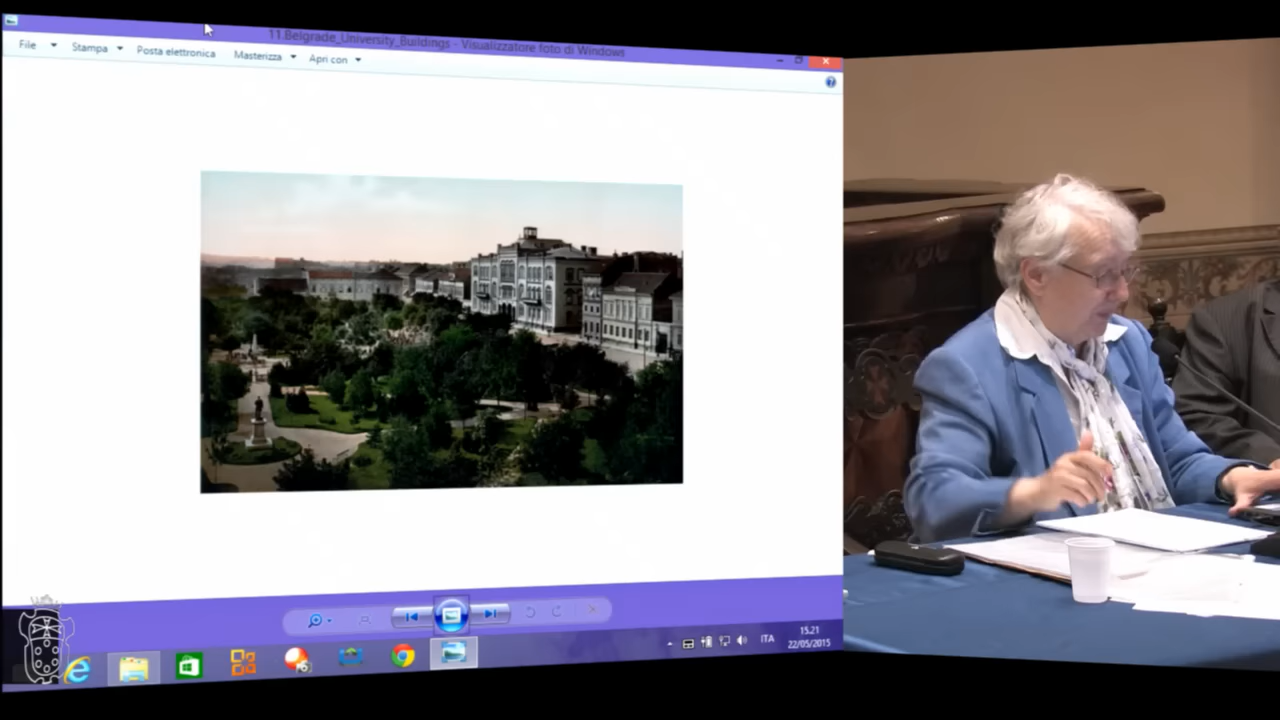 11.Belgrade_University_Buildings - Visualizzatore foto di Windows
File Stampa Posta elettronica Masterizza Apri con
ITA
15.21
22/05/2015